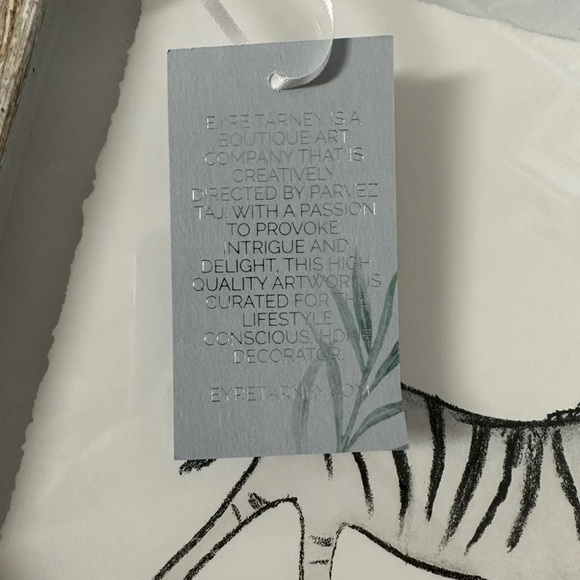 EYRE TARNEY IS A
BOUTIQUE ART
COMPANY THAT IS
CREATIVELY
DIRECTED BY PARVEZ
TAJ. WITH A PASSION
TO PROVOKE
INTRIGUE AND
DELIGHT, THIS HIGH
QUALITY ARTWORK IS
CURATED FOR THE
LIFESTYLE
CONSCIOUS, HOME
DECORATOR.
EYRETARNEY.COM